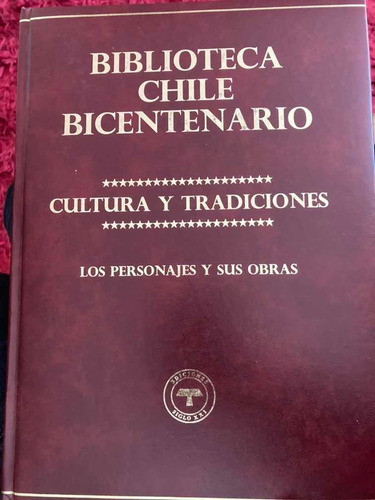 BIBLIOTECA
CHILE
BICENTENARIO
CULTURA Y TRADICIONES
LOS PERSONAJES Y SUS OBRAS
EDICIONES
SIGLO XXI